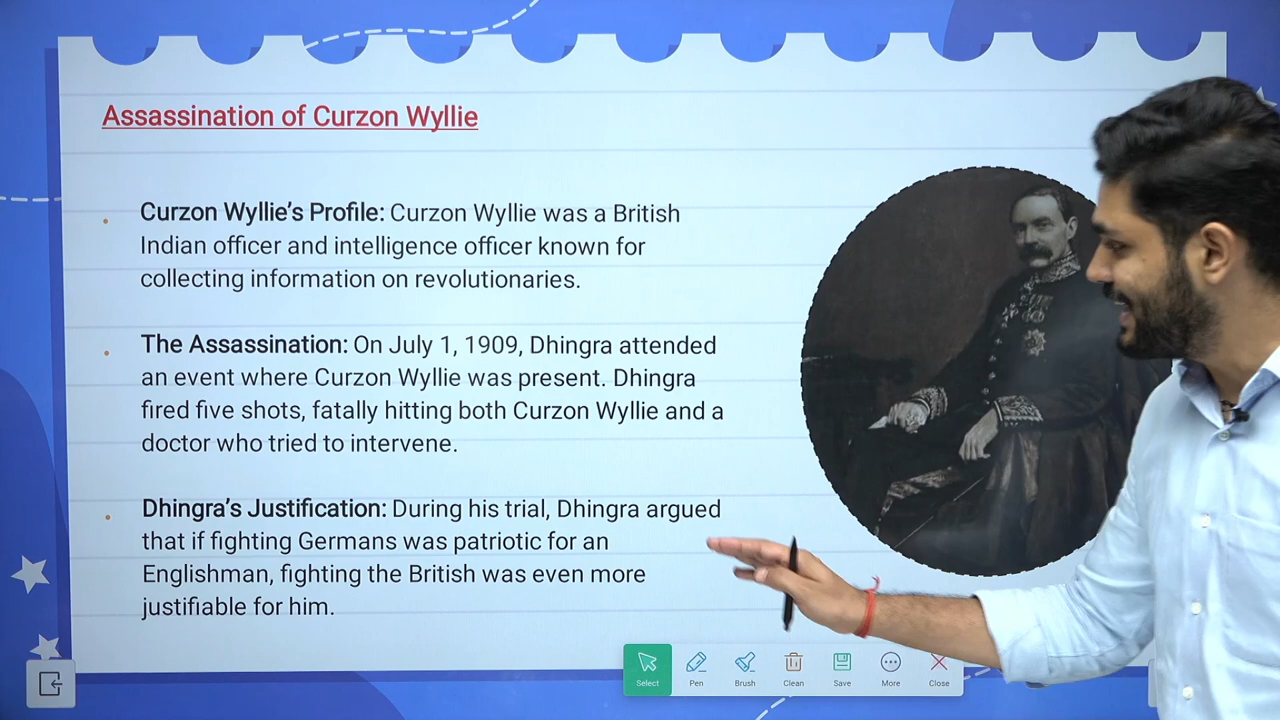 Assassination of Curzon Wyllie
Curzon Wyllie's Profile: Curzon Wyllie was a British
Indian officer and intelligence officer known for
collecting information on revolutionaries.
The Assassination: On July 1, 1909, Dhingra attended
an event where Curzon Wyllie was present. Dhingra
fired five shots, fatally hitting both Curzon Wyllie and a
doctor who tried to intervene.
Dhingra's Justification: During his trial, Dhingra argued
that if fighting Germans was patriotic for an
Englishman, fighting the British was even more
justifiable for him.
Select Pen Brush Clean Save More Close